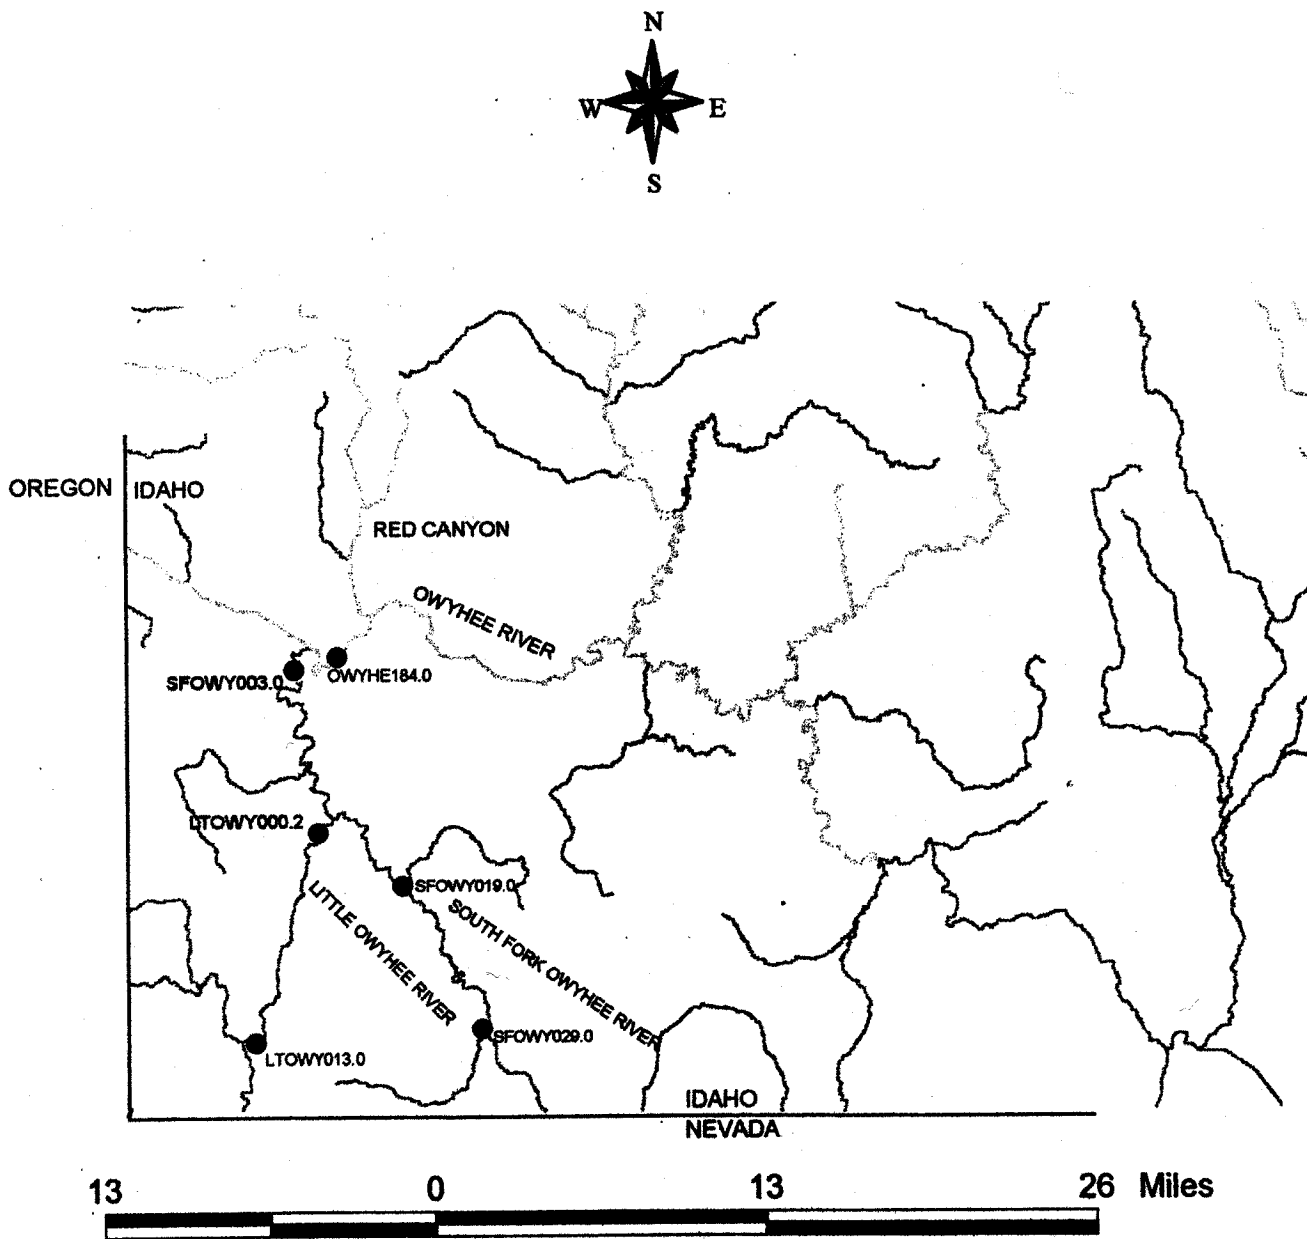 N
W E
S
OREGON IDAHO
RED CANYON
OWYHEE RIVER
SFOWY003.0
OWYHE184.0
LTOWY000.2
SFOWY019.0
LITTLE OWYHEE RIVER
SOUTH FORK OWYHEE RIVER
SFOWY029.0
LTOWY013.0
IDAHO
NEVADA
13 0 13 26 Miles